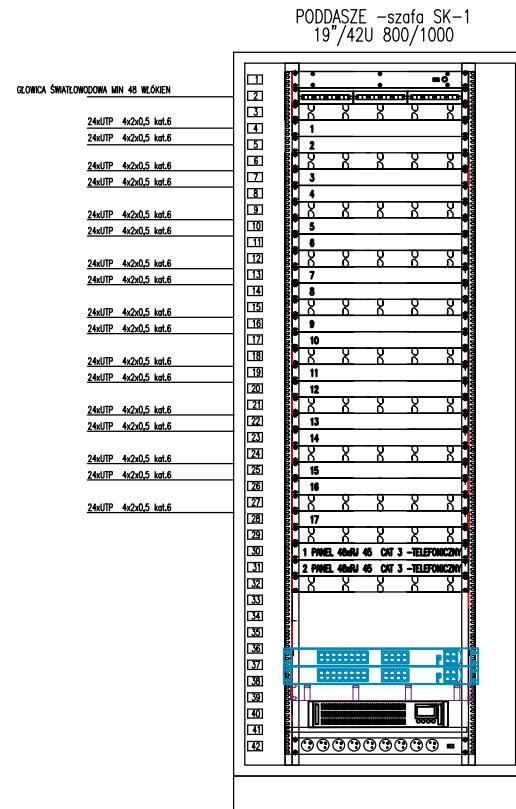 PODDASZE -szafa SK-1
19"/42U 800/1000
1
GŁOWICA ŚWIATŁOWODOWA MIN 48 WŁÓKIEN
2
3
24xUTP 4x2x0,5 kat.6
4
1
24xUTP 4x2x0,5 kat.6
5
2
6
24xUTP 4x2x0,5 kat.6
7
3
24xUTP 4x2x0,5 kat.6
8
4
9
24xUTP 4x2x0,5 kat.6
10
5
24xUTP 4x2x0,5 kat.6
11
6
12
24xUTP 4x2x0,5 kat.6
13
7
24xUTP 4x2x0,5 kat.6
14
8
15
24xUTP 4x2x0,5 kat.6
16
9
24xUTP 4x2x0,5 kat.6
17
10
18
24xUTP 4x2x0,5 kat.6
19
11
24xUTP 4x2x0,5 kat.6
20
12
21
24xUTP 4x2x0,5 kat.6
22
13
24xUTP 4x2x0,5 kat.6
23
14
24
24xUTP 4x2x0,5 kat.6
25
15
24xUTP 4x2x0,5 kat.6
26
16
27
24xUTP 4x2x0,5 kat.6
28
17
29
30
1 PANEL 48xRJ 45 CAT 3 -TELEFONICZNY
31
2 PANEL 48xRJ 45 CAT 3 -TELEFONICZNY
32
33
34
35
36
37
38
39
40
41
42